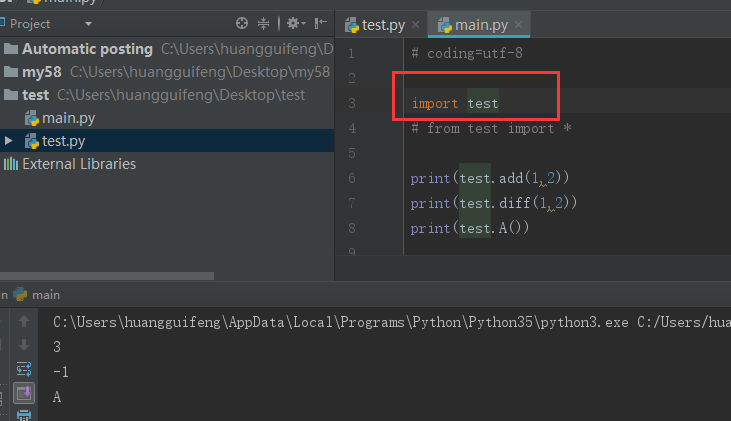 main.py
Project
test.py
main.py
Automatic posting C:\Users\huangguifeng\D
my58 C:\Users\huangguifeng\Desktop\my58
test C:\Users\huangguifeng\Desktop\test
main.py
test.py
External Libraries
1 # coding=utf-8
2
3 import test
4 # from test import *
5
6 print(test.add(1,2))
7 print(test.diff(1,2))
8 print(test.A())
9
n main
C:\Users\huangguifeng\AppData\Local\Programs\Python\Python35\python3.exe C:/Users/hua
3
-1
A